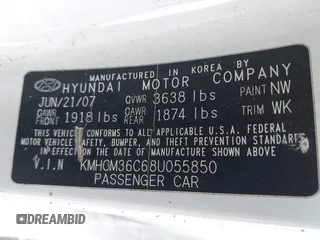 MANUFACTURED IN KOREA BY
HYUNDAI MOTOR COMPANY
JUN/21/07 GVWR 3638 lbs PAINT NW
GAWR FRONT 1918 lbs GAWR REAR 1874 lbs TRIM WK
THIS VEHICLE CONFORMS TO ALL APPLICABLE U.S.A FEDERAL
MOTOR VEHICLE SAFETY, BUMPER, AND THEFT PREVENTION
STANDARDS IN EFFECT ON THE DATE OF MANUFACTURE SHOWN ABOVE.
V.I.N KMHCM36C68U055850
PASSENGER CAR
DEALERSHIP